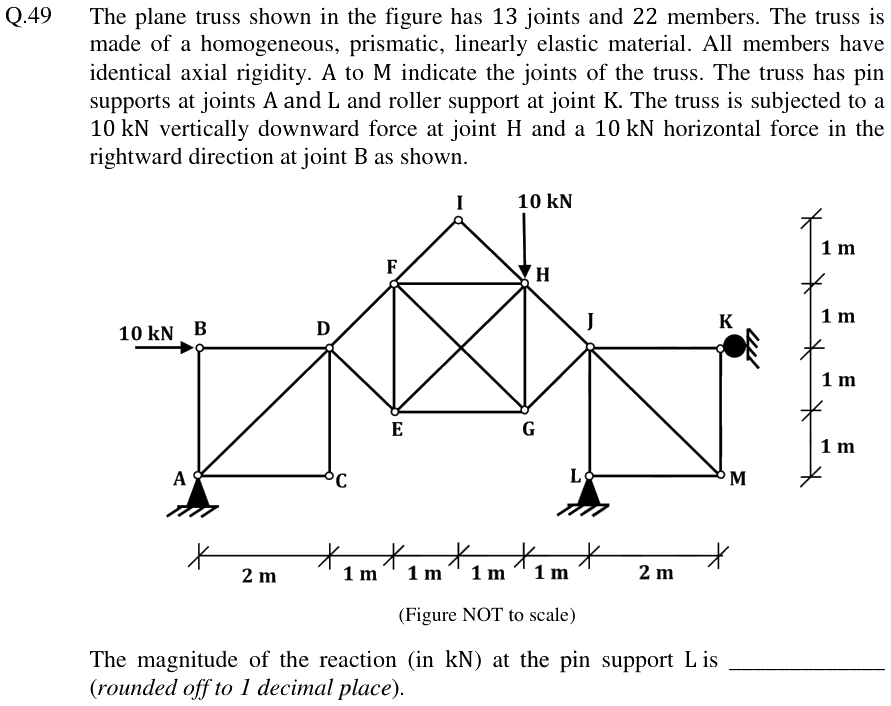 Q.49 The plane truss shown in the figure has 13 joints and 22 members. The truss is
made of a homogeneous, prismatic, linearly elastic material. All members have
identical axial rigidity. A to M indicate the joints of the truss. The truss has pin
supports at joints A and L and roller support at joint K. The truss is subjected to a
10 kN vertically downward force at joint H and a 10 kN horizontal force in the
rightward direction at joint B as shown.
I 10 kN
1 m
F H
10 kN B D J K 1 m
1 m
E G
1 m
A C L M
2 m 1 m 1 m 1 m 1 m 2 m
(Figure NOT to scale)
The magnitude of the reaction (in kN) at the pin support L is ______________
(rounded off to 1 decimal place).